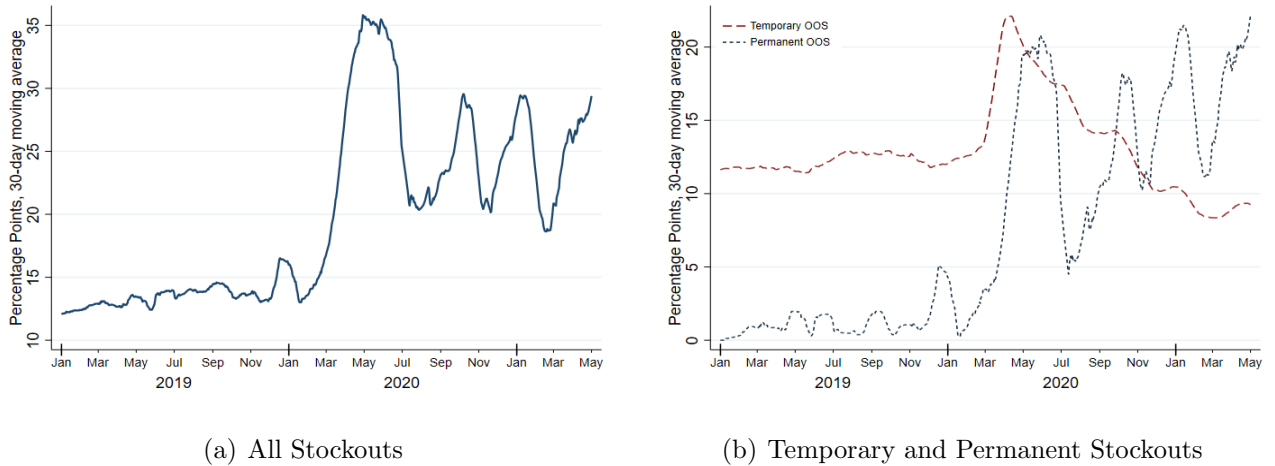 Percentage Points, 30-day moving average
35
30
25
20
15
10
Jan Mar May Jul Sep Nov Jan Mar May Jul Sep Nov Jan Mar May
2019 2020
(a) All Stockouts
Temporary OOS
Permanent OOS
Percentage Points, 30-day moving average
20
15
10
5
0
Jan Mar May Jul Sep Nov Jan Mar May Jul Sep Nov Jan Mar May
2019 2020
(b) Temporary and Permanent Stockouts